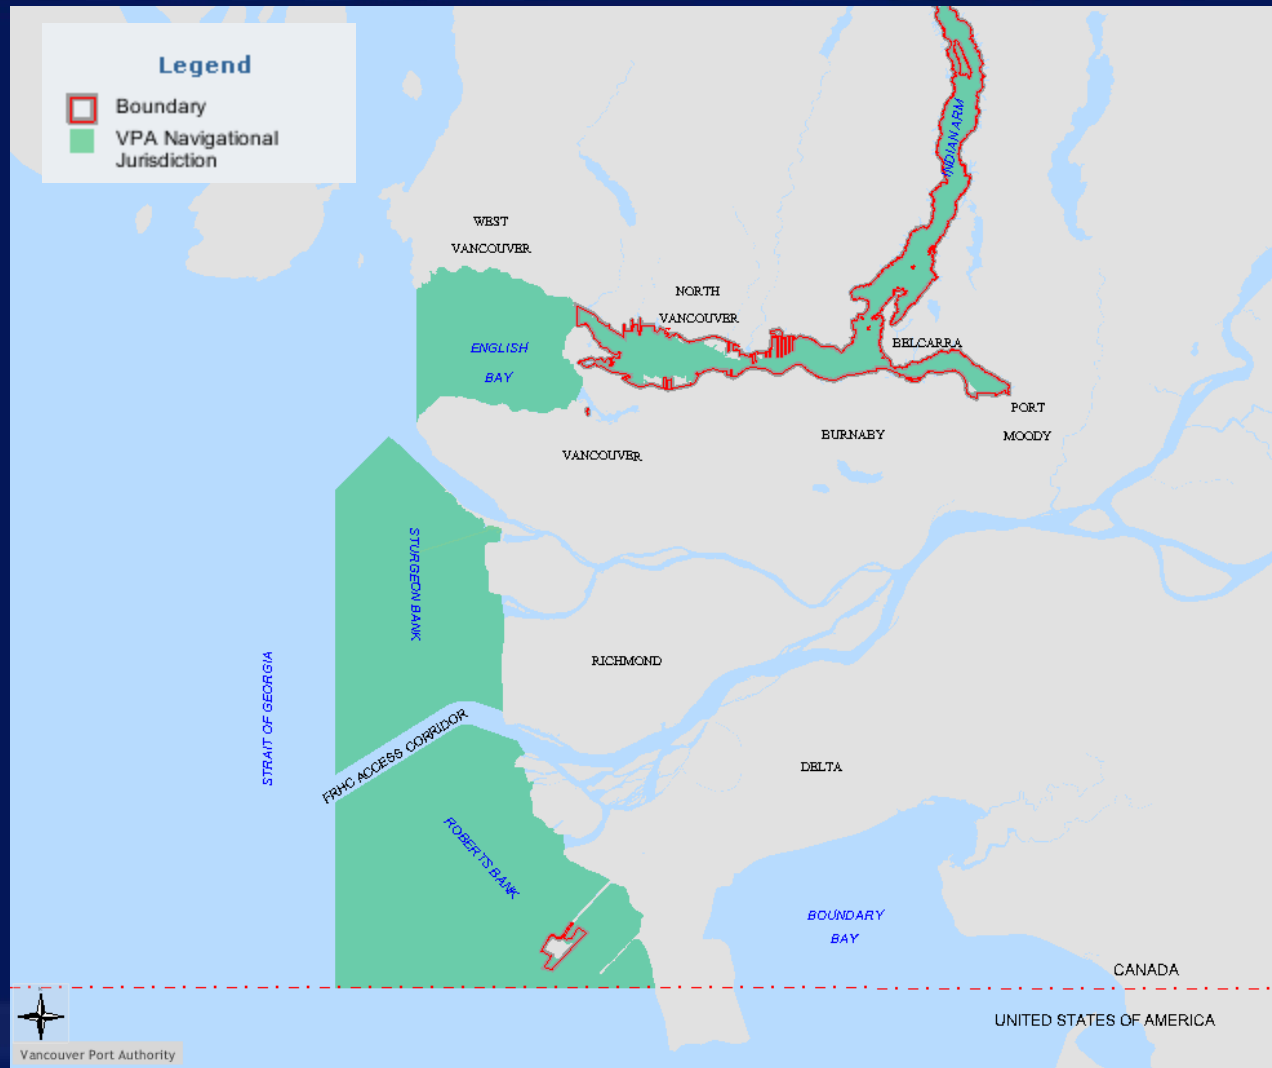 Legend
Boundary
VPA Navigational
Jurisdiction
INDIAN ARM
WEST
VANCOUVER
NORTH
VANCOUVER
ENGLISH
BAY
BELCARRA
PORT
MOODY
BURNABY
VANCOUVER
STURGEON BANK
STRAIT OF GEORGIA
RICHMOND
FRHC ACCESS CORRIDOR
DELTA
ROBERTS BANK
BOUNDARY
BAY
CANADA
UNITED STATES OF AMERICA
Vancouver Port Authority